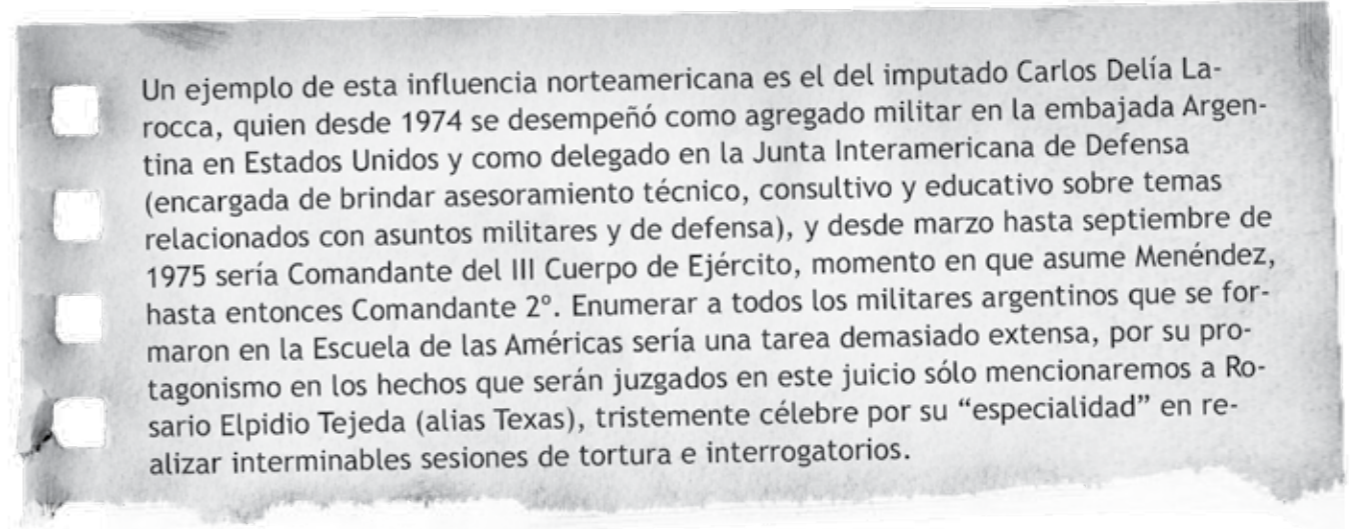 Un ejemplo de esta influencia norteamericana es el del imputado Carlos Delía La-
rocca, quien desde 1974 se desempeñó como agregado militar en la embajada Argen-
tina en Estados Unidos y como delegado en la Junta Interamericana de Defensa
(encargada de brindar asesoramiento técnico, consultivo y educativo sobre temas
relacionados con asuntos militares y de defensa), y desde marzo hasta septiembre de
1975 sería Comandante del III Cuerpo de Ejército, momento en que asume Menéndez,
hasta entonces Comandante 2º. Enumerar a todos los militares argentinos que se for-
maron en la Escuela de las Américas sería una tarea demasiado extensa, por su pro-
tagonismo en los hechos que serán juzgados en este juicio sólo mencionaremos a Ro-
sario Elpidio Tejeda (alias Texas), tristemente célebre por su “especialidad” en re-
alizar interminables sesiones de tortura e interrogatorios.